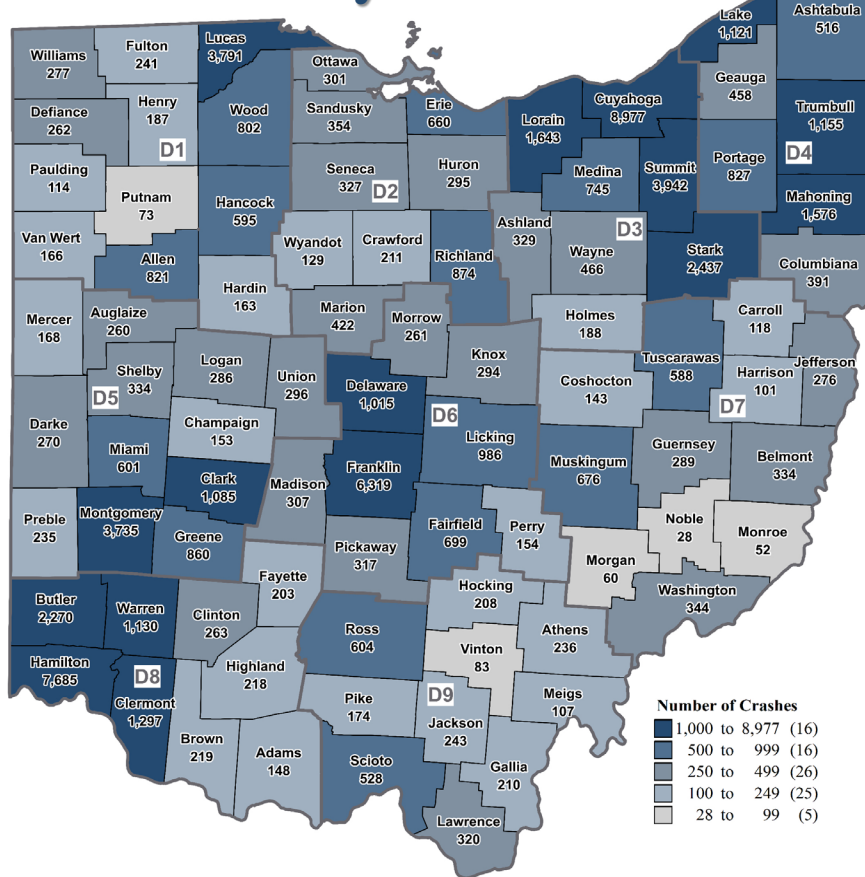 Lake
1,121
Ashtabula
516
Williams
277
Fulton
241
Lucas
3,791
Ottawa
301
Geauga
458
Defiance
262
Henry
187
Wood
802
Sandusky
354
Erie
660
Lorain
1,643
Cuyahoga
8,977
Trumbull
1,155
D1
D4
Paulding
114
Putnam
73
Hancock
595
Seneca
327
D2
Huron
295
Medina
745
Summit
3,942
Portage
827
Mahoning
1,576
Van Wert
166
Allen
821
Wyandot
129
Crawford
211
Richland
874
Ashland
329
Wayne
466
D3
Stark
2,437
Columbiana
391
Hardin
163
Mercer
168
Auglaize
260
Marion
422
Morrow
261
Holmes
188
Carroll
118
Shelby
334
Logan
286
Union
296
Delaware
1,015
Knox
294
Coshocton
143
Tuscarawas
588
Harrison
101
Jefferson
276
D5
D6
D7
Darke
270
Champaign
153
Miami
601
Licking
986
Muskingum
676
Guernsey
289
Belmont
334
Clark
1,085
Madison
307
Franklin
6,319
Preble
235
Montgomery
3,735
Greene
860
Pickaway
317
Fairfield
699
Perry
154
Noble
28
Monroe
52
Morgan
60
Fayette
203
Hocking
208
Washington
344
Butler
2,270
Warren
1,130
Clinton
263
Ross
604
Athens
236
Vinton
83
Hamilton
7,685
D8
Clermont
1,297
Highland
218
Pike
174
D9
Jackson
243
Meigs
107
Brown
219
Adams
148
Scioto
528
Gallia
210
Lawrence
320
Number of Crashes
1,000 to 8,977 (16)
500 to 999 (16)
250 to 499 (26)
100 to 249 (25)
28 to 99 (5)